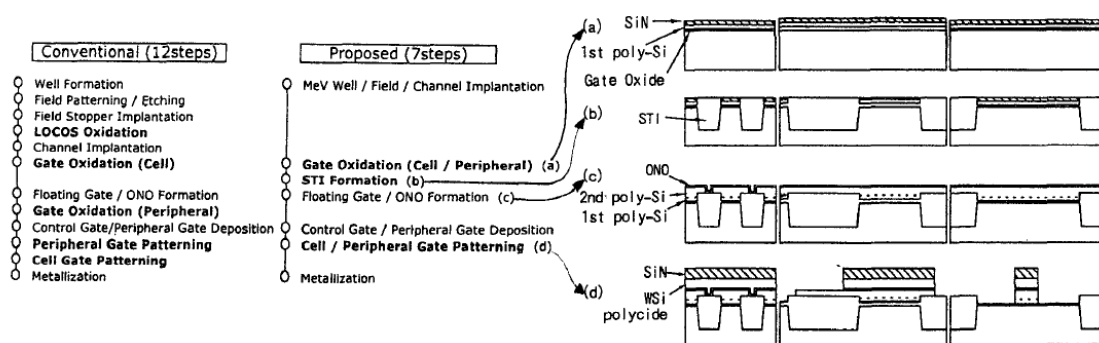 Conventional (12steps)
Well Formation
Field Patterning / Etching
Field Stopper Implantation
LOCOS Oxidation
Channel Implantation
Gate Oxidation (Cell)
Floating Gate / ONO Formation
Gate Oxidation (Peripheral)
Control Gate/Peripheral Gate Deposition
Peripheral Gate Patterning
Cell Gate Patterning
Metallization
Proposed (7steps)
MeV Well / Field / Channel Implantation
Gate Oxidation (Cell / Peripheral) (a)
STI Formation (b)
Floating Gate / ONO Formation (c)
Control Gate / Peripheral Gate Deposition
Cell / Peripheral Gate Patterning (d)
Metallization
(a)
SiN
1st poly-Si
Gate Oxide
(b)
STI
(c)
ONO
2nd poly-Si
1st poly-Si
(d)
SiN
WSi
polycide